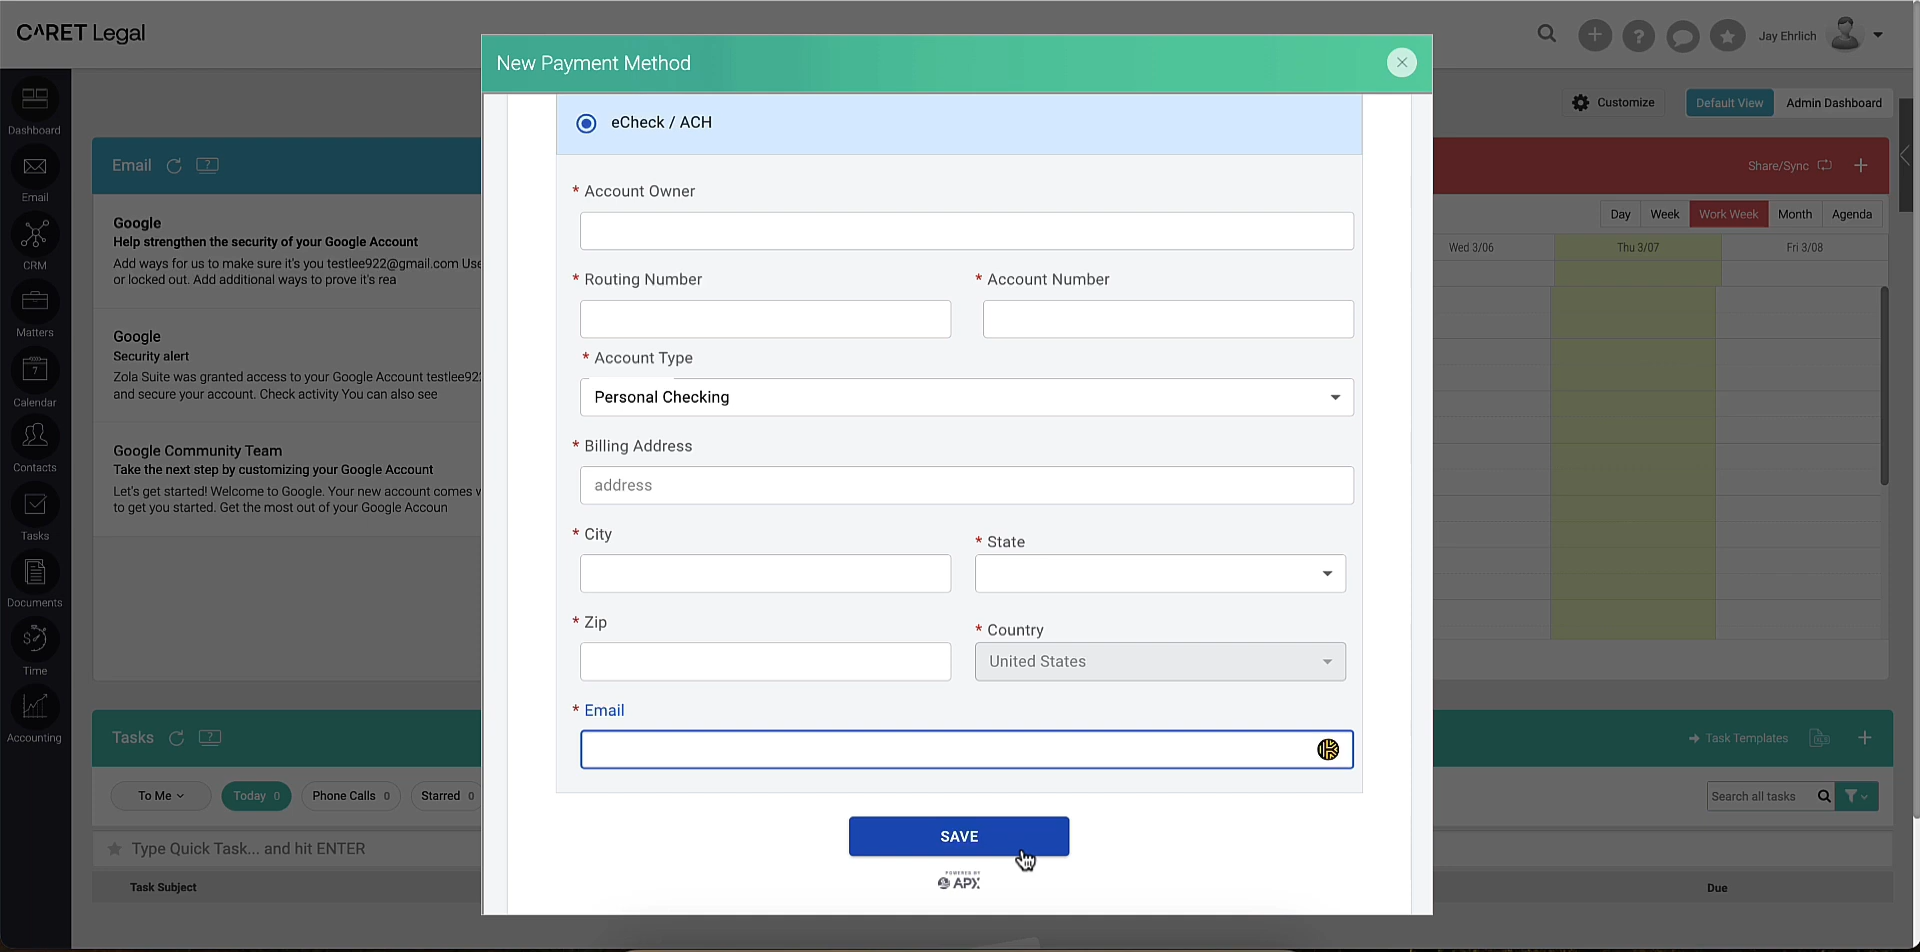 CARET Legal
Jay Ehrlich
New Payment Method
Customize
Default View
Admin Dashboard
Dashboard
Email
CRM
Matters
7
Calendar
Contacts
Tasks
Documents
Time
Accounting
Email
Google
Help strengthen the security of your Google Account
Add ways for us to make sure it's you testlee922@gmail.com Use
or locked out. Add additional ways to prove it's rea
Google
Security alert
Zola Suite was granted access to your Google Account testlee922
and secure your account. Check activity You can also see
Google Community Team
Take the next step by customizing your Google Account
Let's get started! Welcome to Google. Your new account comes w
to get you started. Get the most out of your Google Accoun
eCheck / ACH
* Account Owner
* Routing Number
* Account Number
* Account Type
Personal Checking
* Billing Address
address
* City
* State
* Zip
* Country
United States
* Email
SAVE
POWERED BY
APX
Share/Sync
Day
Week
Work Week
Month
Agenda
Wed 3/06
Thu 3/07
Fri 3/08
Tasks
Task Templates
To Me
Today 0
Phone Calls 0
Starred 0
Search all tasks
Type Quick Task... and hit ENTER
Task Subject
Due